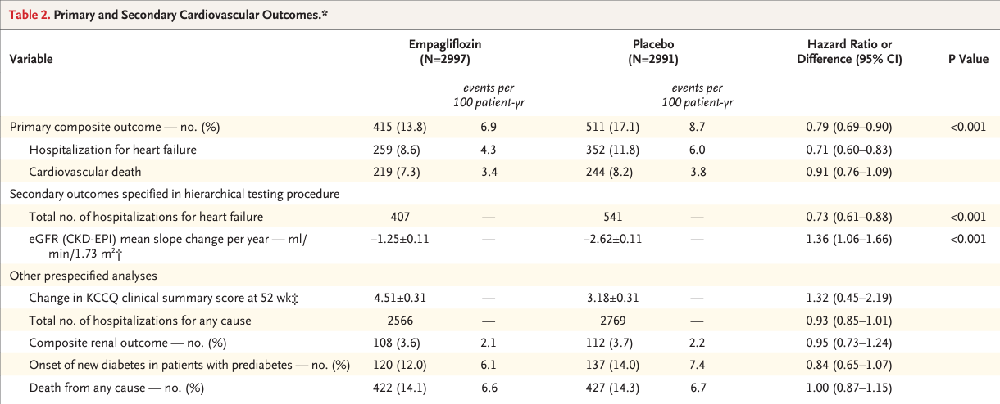 Table 2. Primary and Secondary Cardiovascular Outcomes.*
Variable Empagliflozin (N=2997) Placebo (N=2991) Hazard Ratio or Difference (95% CI) P Value
events per 100 patient-yr events per 100 patient-yr
Primary composite outcome — no. (%) 415 (13.8) 6.9 511 (17.1) 8.7 0.79 (0.69–0.90) <0.001
Hospitalization for heart failure 259 (8.6) 4.3 352 (11.8) 6.0 0.71 (0.60–0.83)
Cardiovascular death 219 (7.3) 3.4 244 (8.2) 3.8 0.91 (0.76–1.09)
Secondary outcomes specified in hierarchical testing procedure
Total no. of hospitalizations for heart failure 407 — 541 — 0.73 (0.61–0.88) <0.001
eGFR (CKD-EPI) mean slope change per year — ml/ −1.25±0.11 — −2.62±0.11 — 1.36 (1.06–1.66) <0.001
min/1.73 m²†
Other prespecified analyses
Change in KCCQ clinical summary score at 52 wk‡ 4.51±0.31 — 3.18±0.31 — 1.32 (0.45–2.19)
Total no. of hospitalizations for any cause 2566 — 2769 — 0.93 (0.85–1.01)
Composite renal outcome — no. (%) 108 (3.6) 2.1 112 (3.7) 2.2 0.95 (0.73–1.24)
Onset of new diabetes in patients with prediabetes — no. (%) 120 (12.0) 6.1 137 (14.0) 7.4 0.84 (0.65–1.07)
Death from any cause — no. (%) 422 (14.1) 6.6 427 (14.3) 6.7 1.00 (0.87–1.15)